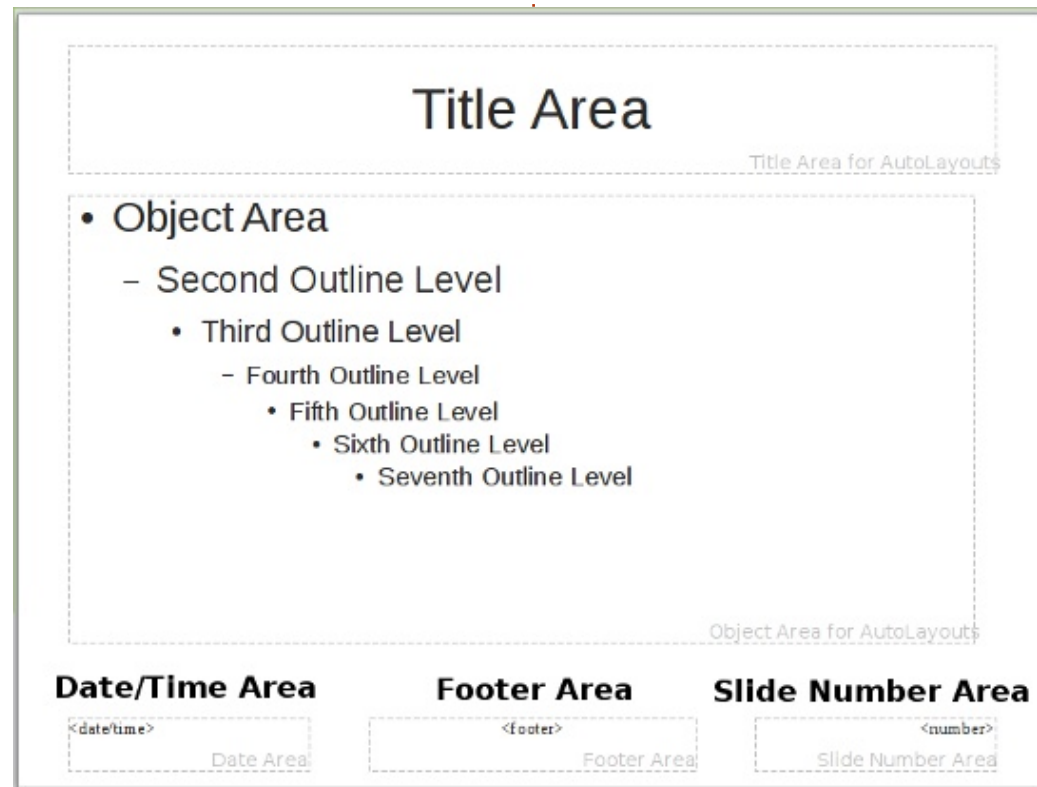 Title Area
Title Area for AutoLayouts
• Object Area
– Second Outline Level
• Third Outline Level
– Fourth Outline Level
• Fifth Outline Level
• Sixth Outline Level
• Seventh Outline Level
Object Area for AutoLayouts
Date/Time Area Footer Area Slide Number Area
<date/time> <footer> <number>
Date Area Footer Area Slide Number Area